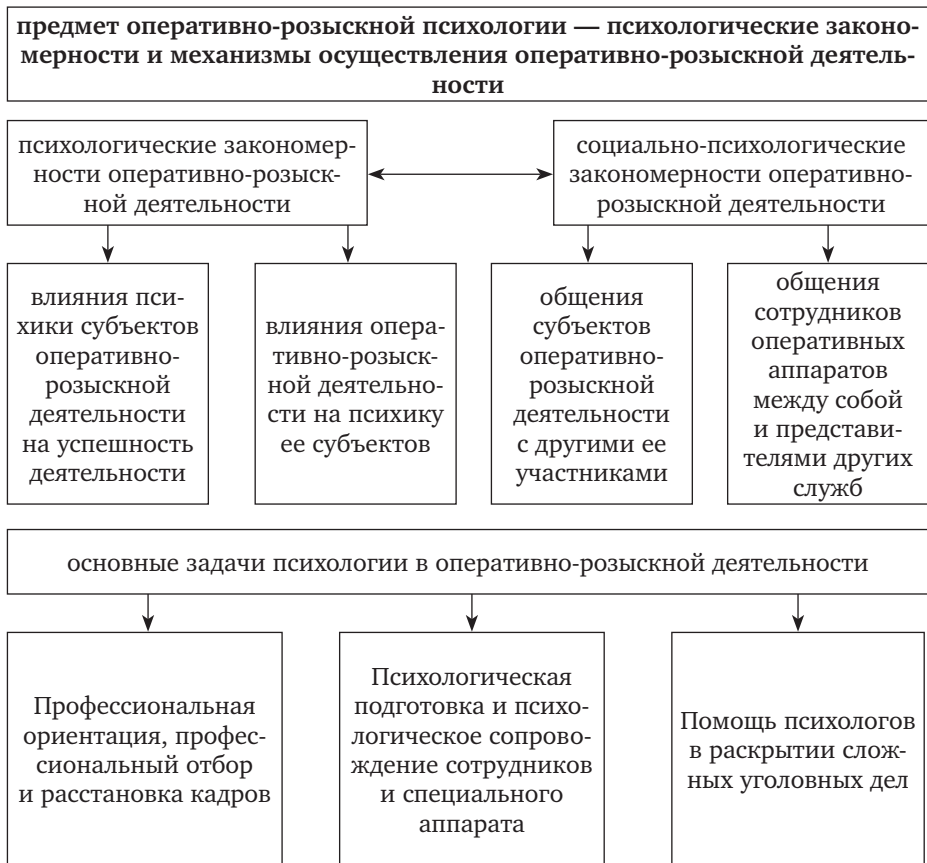 предмет оперативно-розыскной психологии — психологические законо-
мерности и механизмы осуществления оперативно-розыскной деятель-
ности
психологические закономер-
ности оперативно-розыск-
ной деятельности
социально-психологические
закономерности оперативно-
розыскной деятельности
влияния пси-
хики субъектов
оперативно-
розыскной
деятельности
на успешность
деятельности
влияния опера-
тивно-розыск-
ной деятельно-
сти на психику
ее субъектов
общения
субъектов
оперативно-
розыскной
деятельности
с другими ее
участниками
общения
сотрудников
оперативных
аппаратов
между собой
и представи-
телями других
служб
основные задачи психологии в оперативно-розыскной деятельности
Профессиональная
ориентация, профес-
сиональный отбор
и расстановка кадров
Психологическая
подготовка и психо-
логическое сопрово-
ждение сотрудников
и специального
аппарата
Помощь психологов
в раскрытии слож-
ных уголовных дел